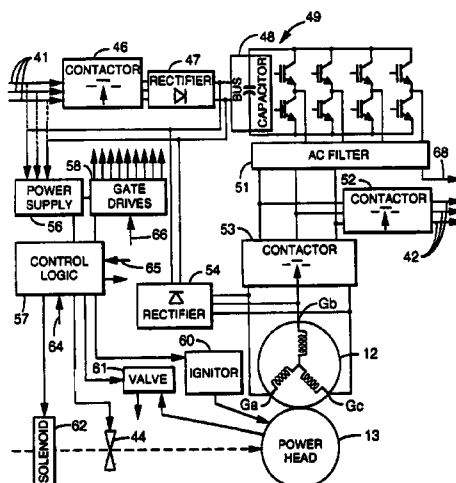 49
46
47
48
41
CONTACTOR
RECTIFIER
BUS
CAPACITOR
AC FILTER
51
68
58
52
POWER SUPPLY
GATE DRIVES
56
66
53
CONTACTOR
42
CONTACTOR
CONTROL LOGIC
65
54
57
RECTIFIER
64
60
Gb
12
61
IGNITOR
VALVE
Ga
Gc
62
44
SOLENOID
POWER HEAD
13